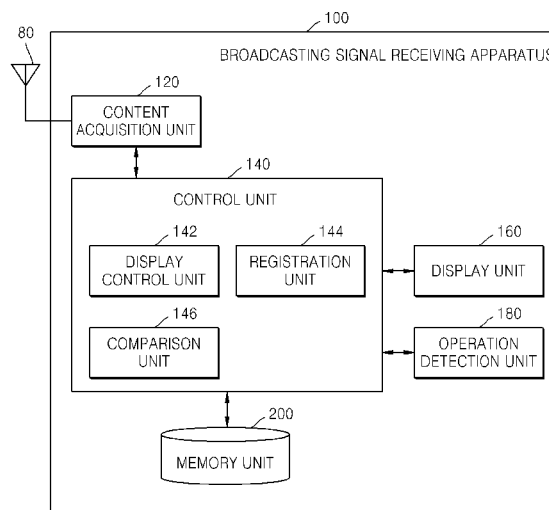 100
80
BROADCASTING SIGNAL RECEIVING APPARATUS
120
CONTENT
ACQUISITION UNIT
140
CONTROL UNIT
142
DISPLAY
CONTROL UNIT
144
REGISTRATION
UNIT
160
DISPLAY UNIT
146
COMPARISON
UNIT
180
OPERATION
DETECTION UNIT
200
MEMORY UNIT